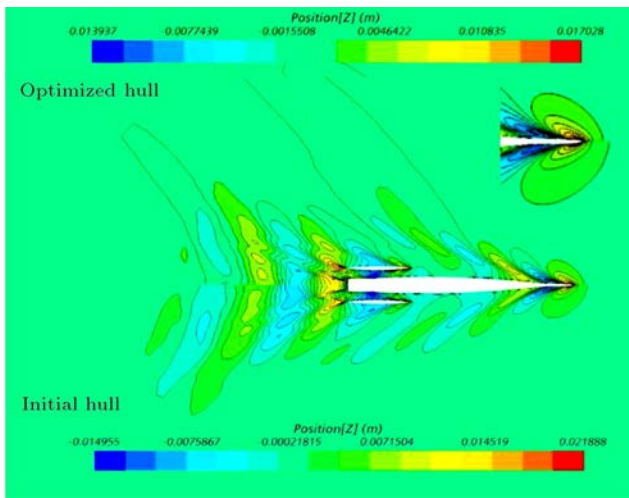 Position[Z] (m)
-0.013937 -0.0077439 -0.0015508 0.0046422 0.010835 0.017028
Optimized hull
Initial hull
Position[Z] (m)
-0.014955 -0.0075867 -0.00021815 0.0071504 0.014519 0.021888